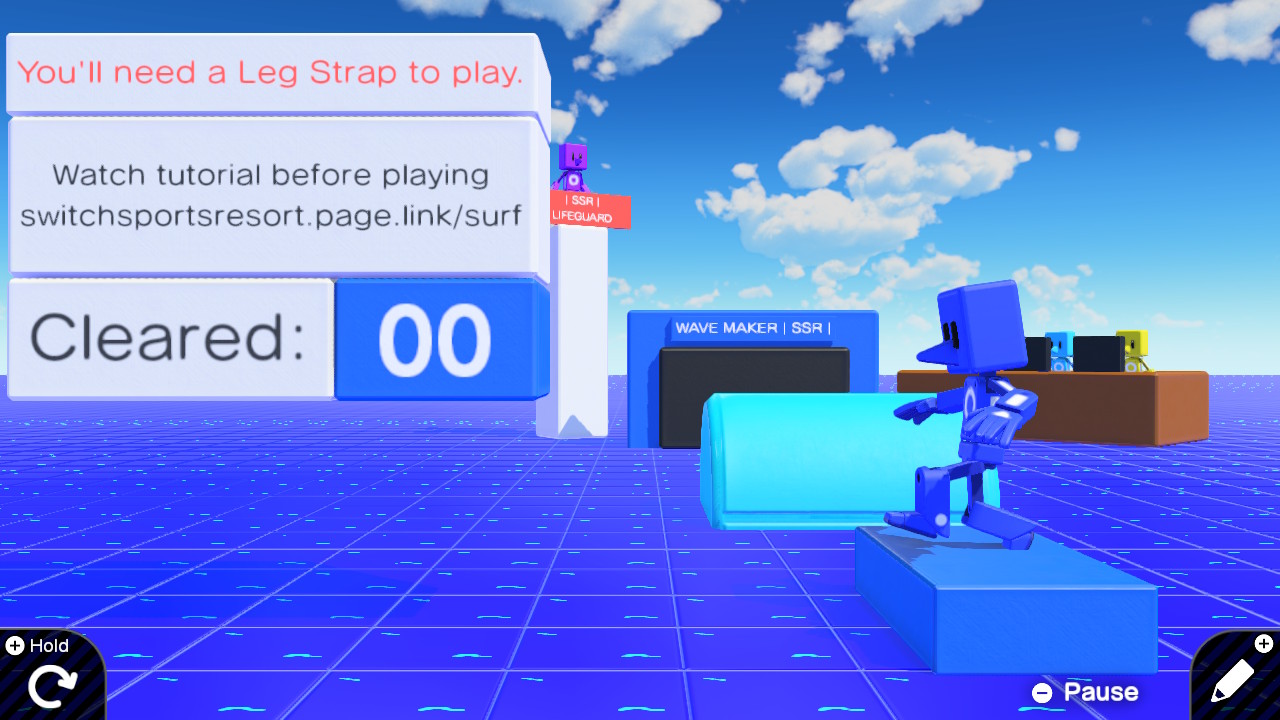 You'll need a Leg Strap to play.
Watch tutorial before playing
switchsportsresort.page.link/surf
Cleared: 00
| SSR |
LIFEGUARD
WAVE MAKER | SSR |
Hold
Pause